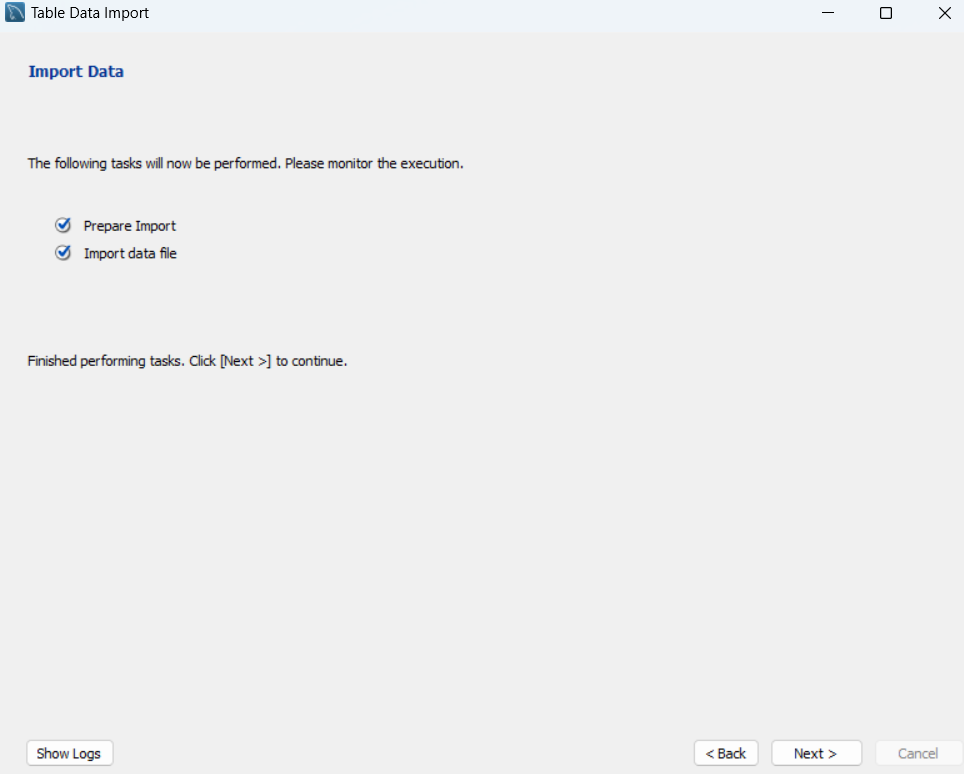 Table Data Import
Import Data
The following tasks will now be performed. Please monitor the execution.
Prepare Import
Import data file
Finished performing tasks. Click [Next >] to continue.
Show Logs
< Back
Next >
Cancel